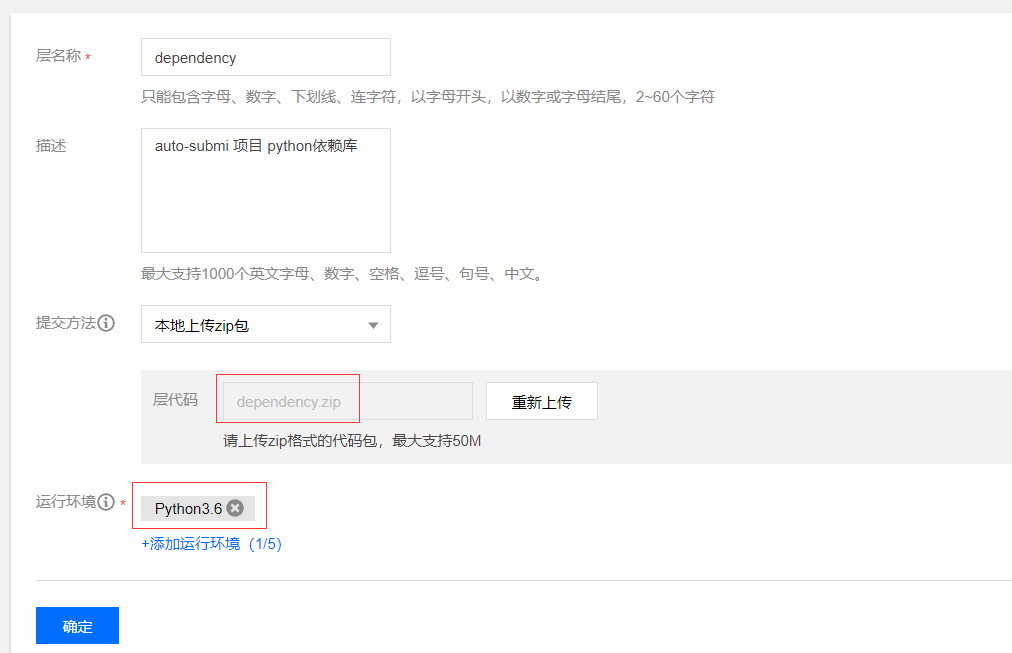 层名称 *
dependency
只能包含字母、数字、下划线、连字符，以字母开头，以数字或字母结尾，2~60个字符
描述
auto-submi 项目 python依赖库
最大支持1000个英文字母、数字、空格、逗号、句号、中文。
提交方法
本地上传zip包
层代码
dependency.zip
重新上传
请上传zip格式的代码包，最大支持50M
运行环境 *
Python3.6
+添加运行环境（1/5）
确定